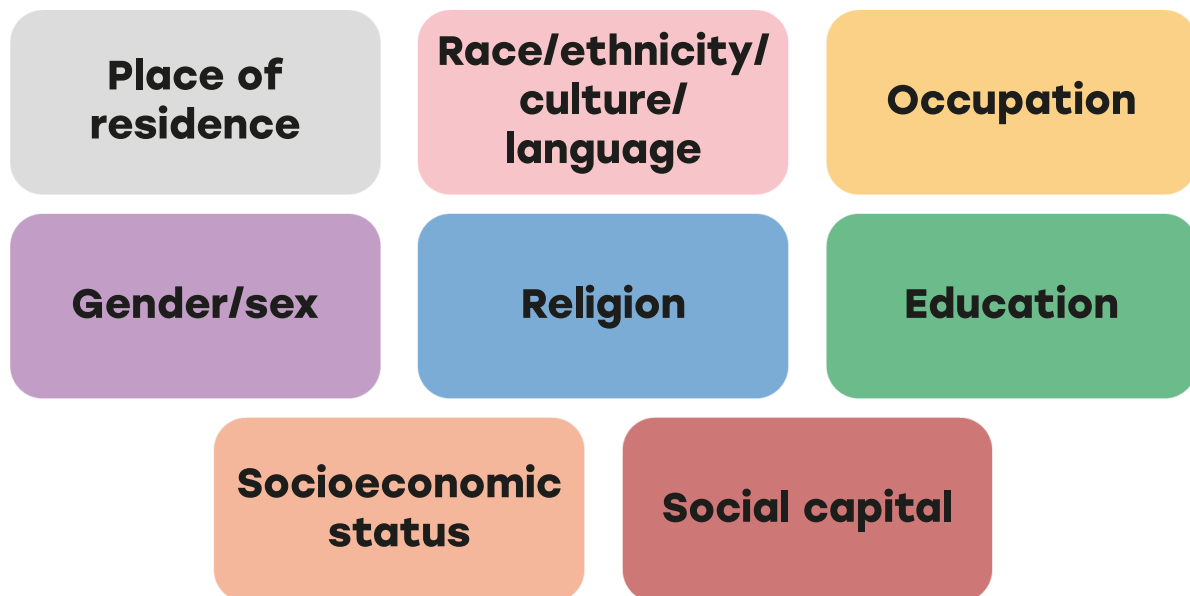 Place of
residence
Race/ethnicity/
culture/
language
Occupation
Gender/sex
Religion
Education
Socioeconomic
status
Social capital